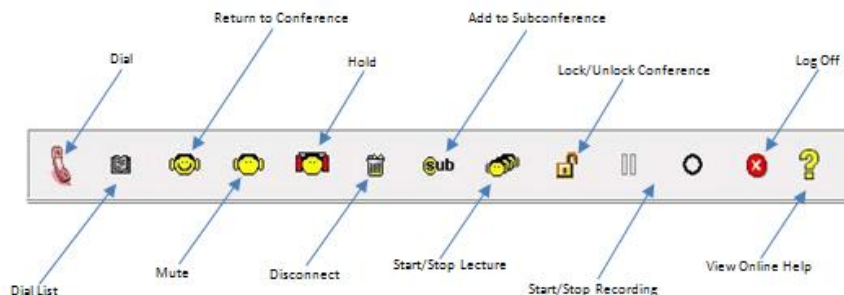 Return to Conference
Add to Subconference
Dial
Hold
Lock/Unlock Conference
Log Off
sub
Dial List
Mute
Disconnect
Start/Stop Lecture
Start/Stop Recording
View Online Help